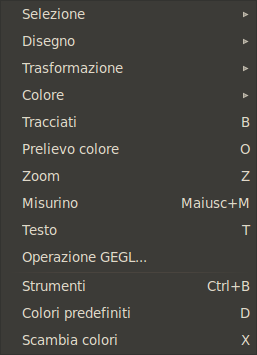 Selezione
Disegno
Trasformazione
Colore
Tracciati B
Prelievo colore O
Zoom Z
Misurino Maiusc+M
Testo T
Operazione GEGL...
Strumenti Ctrl+B
Colori predefiniti D
Scambia colori X